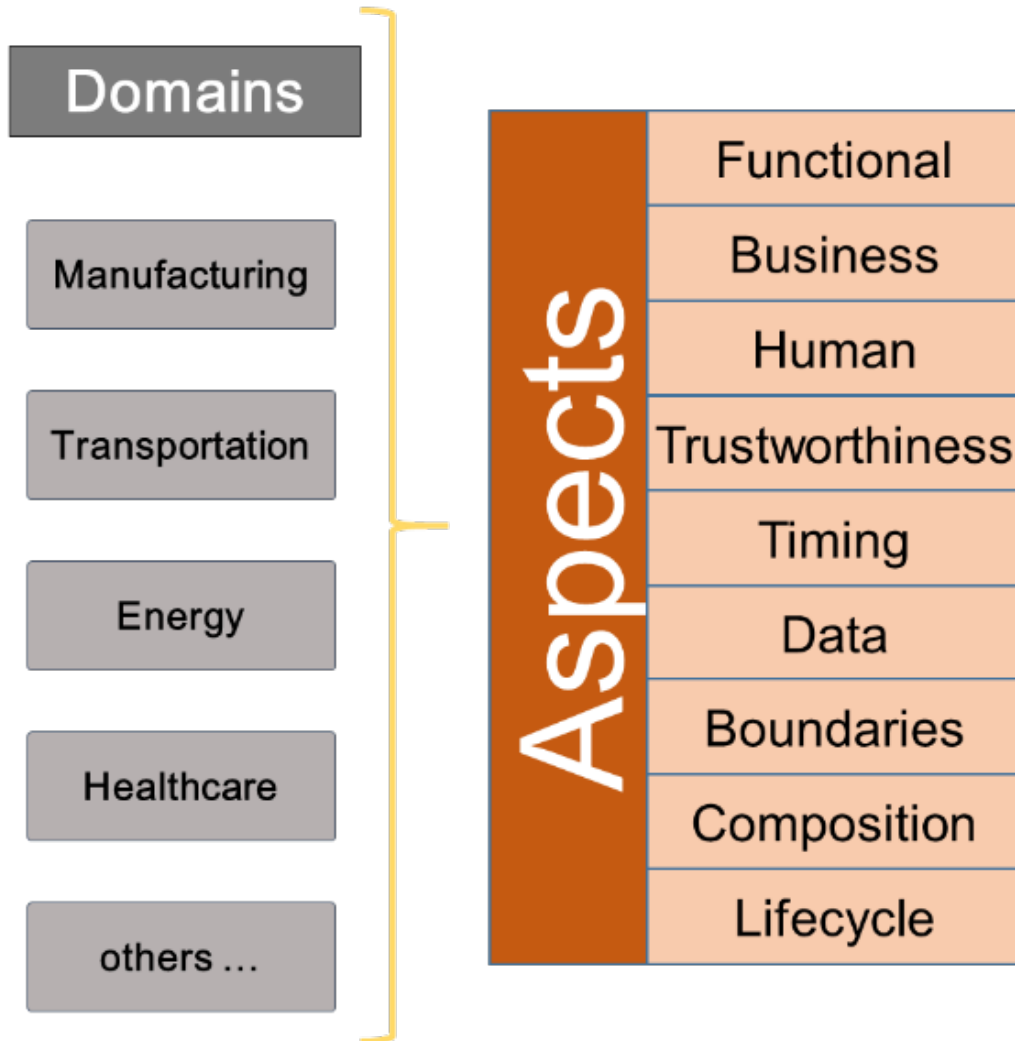 Domains
Manufacturing
Transportation
Energy
Healthcare
others ...
Aspects
Functional
Business
Human
Trustworthiness
Timing
Data
Boundaries
Composition
Lifecycle